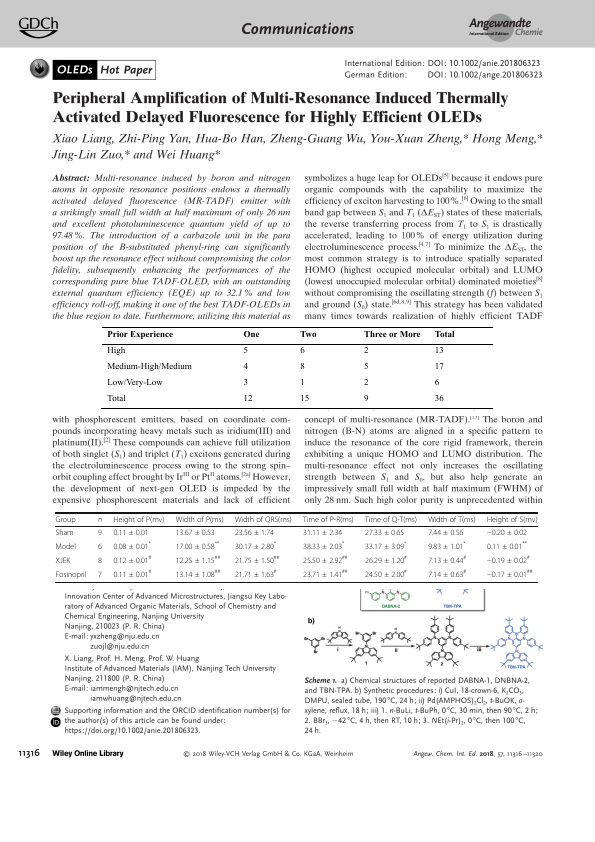 GDCh
Communications
Angewandte
International Edition
Chemie
OLEDs Hot Paper
International Edition: DOI: 10.1002/anie.201806323
German Edition: DOI: 10.1002/ange.201806323
Peripheral Amplification of Multi-Resonance Induced Thermally
Activated Delayed Fluorescence for Highly Efficient OLEDs
Xiao Liang, Zhi-Ping Yan, Hua-Bo Han, Zheng-Guang Wu, You-Xuan Zheng,* Hong Meng,*
Jing-Lin Zuo,* and Wei Huang*
Abstract: Multi-resonance induced by boron and nitrogen
atoms in opposite resonance positions endows a thermally
activated delayed fluorescence (MR-TADF) emitter with
a strikingly small full width at half maximum of only 26 nm
and excellent photoluminescence quantum yield of up to
97.48 %. The introduction of a carbazole unit in the para
position of the B-substituted phenyl-ring can significantly
boost up the resonance effect without compromising the color
fidelity, subsequently enhancing the performances of the
corresponding pure blue TADF-OLED, with an outstanding
external quantum efficiency (EQE) up to 32.1 % and low
efficiency roll-off, making it one of the best TADF-OLEDs in
the blue region to date. Furthermore, utilizing this material as
symbolizes a huge leap for OLEDs[5] because it endows pure
organic compounds with the capability to maximize the
efficiency of exciton harvesting to 100 %.[6] Owing to the small
band gap between S1 and T1 (ΔEST) states of these materials,
the reverse transferring process from T1 to S1 is drastically
accelerated, leading to 100 % of energy utilization during
electroluminescence process.[4,7] To minimize the ΔEST, the
most common strategy is to introduce spatially separated
HOMO (highest occupied molecular orbital) and LUMO
(lowest unoccupied molecular orbital) dominated moieties[8]
without compromising the oscillating strength (f) between S1
and ground (S0) state.[6d,8,9] This strategy has been validated
many times towards realization of highly efficient TADF
Prior Experience One Two Three or More Total
High 5 6 2 13
Medium-High/Medium 4 8 5 17
Low/Very-Low 3 1 2 6
Total 12 15 9 36
with phosphorescent emitters, based on coordinate com-
pounds incorporating heavy metals such as iridium(III) and
platinum(II).[2] These compounds can achieve full utilization
of both singlet (S1) and triplet (T1) excitons generated during
the electroluminescence process owing to the strong spin–
orbit coupling effect brought by IrIII or PtII atoms.[2a] However,
the development of next-gen OLED is impeded by the
expensive phosphorescent materials and lack of efficient
concept of multi-resonance (MR-TADF).[13] The boron and
nitrogen (B-N) atoms are aligned in a specific pattern to
induce the resonance of the core rigid framework, therein
exhibiting a unique HOMO and LUMO distribution. The
multi-resonance effect not only increases the oscillating
strength between S1 and S0, but also help generate an
impressively small full width at half maximum (FWHM) of
only 28 nm. Such high color purity is unprecedented within
Group n Height of P(mv) Width of P(ms) Width of QRS(ms) Time of P-R(ms) Time of Q-T(ms) Width of T(ms) Height of S(mv)
Sham 9 0.11 ± 0.01 13.67 ± 0.53 23.56 ± 1.74 31.11 ± 2.34 27.33 ± 0.65 7.44 ± 0.56 −0.20 ± 0.02
Model 6 0.08 ± 0.01* 17.00 ± 0.58** 30.17 ± 2.80* 38.33 ± 2.03* 33.17 ± 3.09* 9.83 ± 1.01* 0.11 ± 0.01**
XJEK 8 0.12 ± 0.01# 12.25 ± 1.15## 21.75 ± 1.50## 25.50 ± 2.92## 26.29 ± 1.20# 7.13 ± 0.44# −0.19 ± 0.02#
Fosinopril 7 0.11 ± 0.01# 13.14 ± 1.08## 21.71 ± 1.63# 23.71 ± 1.41## 24.50 ± 2.00# 7.14 ± 0.63# −0.17 ± 0.01##
Innovation Center of Advanced Microstructures, Jiangsu Key Labo-
ratory of Advanced Organic Materials, School of Chemistry and
Chemical Engineering, Nanjing University
Nanjing, 210023 (P. R. China)
E-mail: yxzheng@nju.edu.cn
zuojl@nju.edu.cn
X. Liang, Prof. H. Meng, Prof. W. Huang
Institute of Advanced Materials (IAM), Nanjing Tech University
Nanjing, 211800 (P. R. China)
E-mail: iammengh@njtech.edu.cn
iamwhuang@njtech.edu.cn
Supporting information and the ORCID identification number(s) for
the author(s) of this article can be found under:
https://doi.org/10.1002/anie.201806323.
DABNA-2 TBN-TPA
b)
i ii iii
1 2 TBN-TPA
Scheme 1. a) Chemical structures of reported DABNA-1, DNBNA-2,
and TBN-TPA. b) Synthetic procedures: i) CuI, 18-crown-6, K2CO3,
DMPU, sealed tube, 190°C, 24 h; ii) Pd(AMPHOS)2Cl2, t-BuOK, o-
xylene, reflux, 18 h; iii) 1. n-BuLi, t-BuPh, 0°C, 30 min, then 90°C, 2 h;
2. BBr3, −42°C, 4 h, then RT, 10 h; 3. NEt(i-Pr)2, 0°C, then 100°C,
24 h.
11316 Wiley Online Library © 2018 Wiley-VCH Verlag GmbH & Co. KGaA, Weinheim Angew. Chem. Int. Ed. 2018, 57, 11316–11320